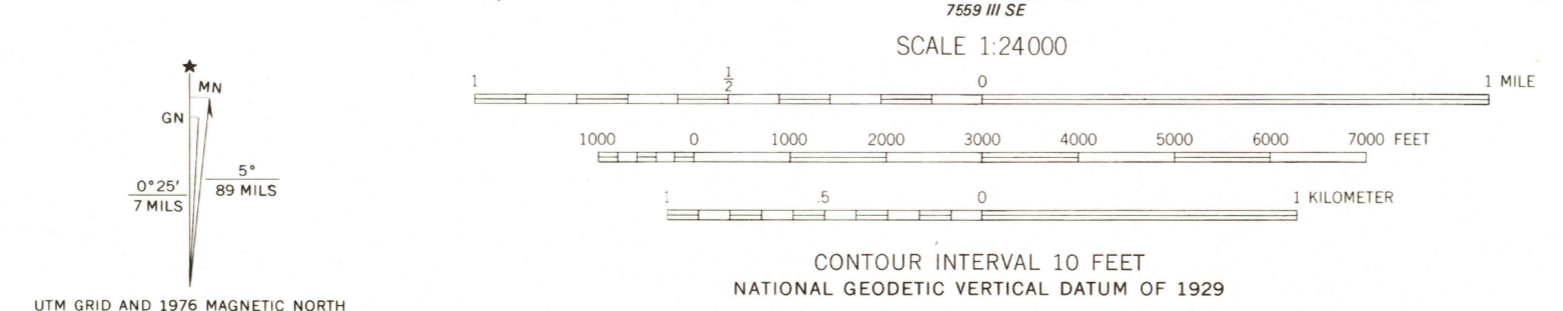 7559 III SE
SCALE 1:24000
1 1/2 0 1 MILE
1000 0 1000 2000 3000 4000 5000 6000 7000 FEET
1 .5 0 1 KILOMETER
CONTOUR INTERVAL 10 FEET
NATIONAL GEODETIC VERTICAL DATUM OF 1929
★
MN
GN
0°25′
7 MILS
5°
89 MILS
UTM GRID AND 1976 MAGNETIC NORTH